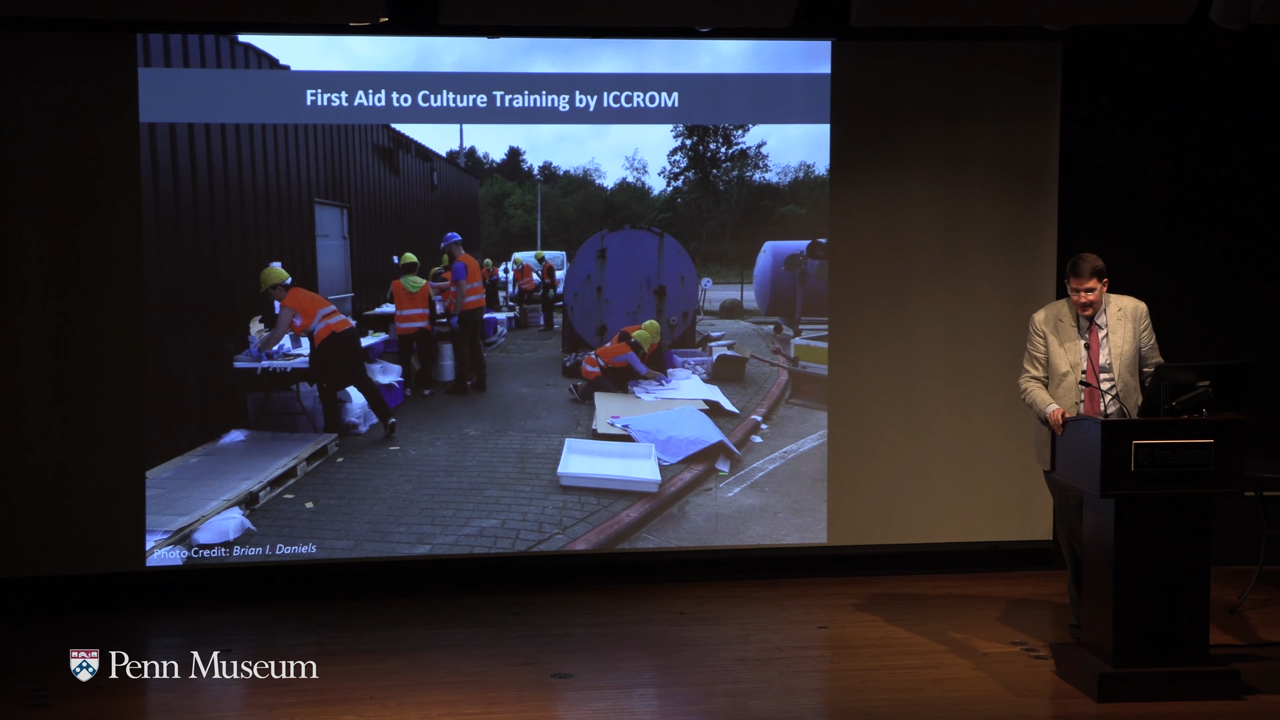 First Aid to Culture Training by ICCROM
Photo Credit: Brian I. Daniels
Penn Museum